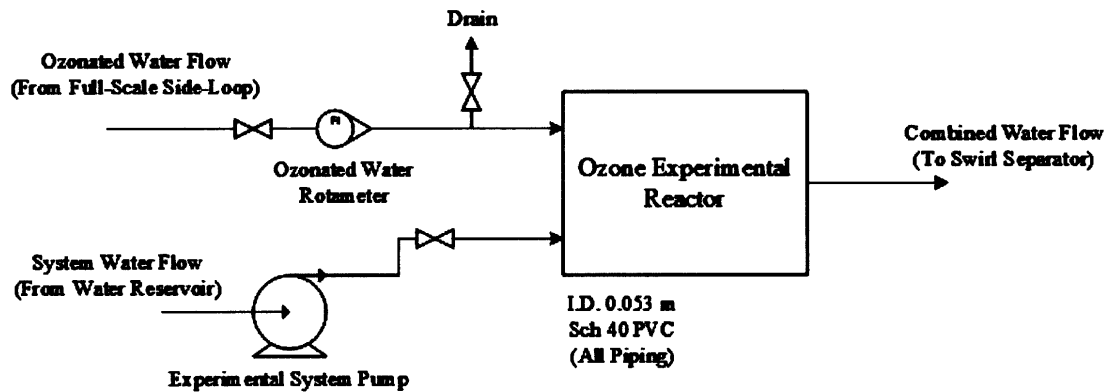 Drain
Ozonated Water Flow
(From Full-Scale Side-Loop)
FI
Ozonated Water
Rotameter
Ozone Experimental
Reactor
Combined Water Flow
(To Swirl Separator)
System Water Flow
(From Water Reservoir)
I.D. 0.053 m
Sch 40 PVC
(All Piping)
Experimental System Pump